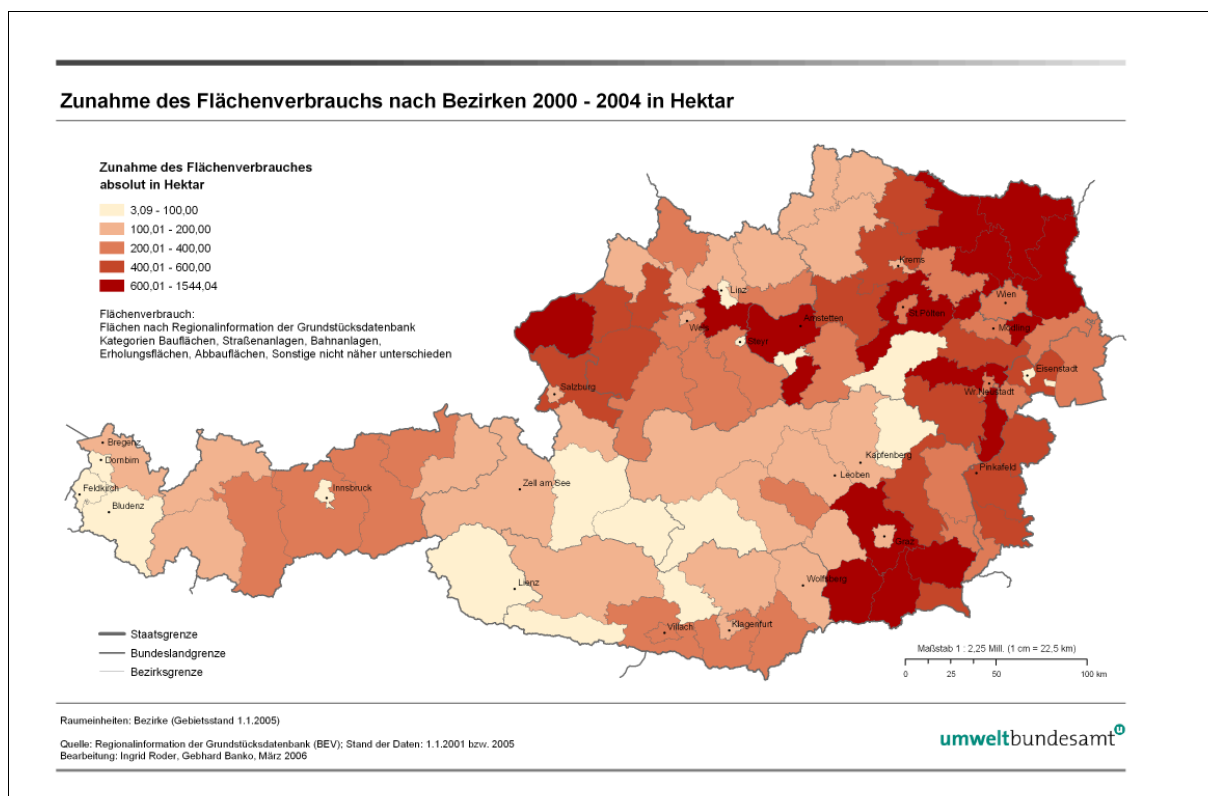 Zunahme des Flächenverbrauchs nach Bezirken 2000 - 2004 in Hektar
Zunahme des Flächenverbrauches
absolut in Hektar
3,09 - 100,00
100,01 - 200,00
200,01 - 400,00
400,01 - 600,00
600,01 - 1544,04
Flächenverbrauch:
Flächen nach Regionalinformation der Grundstücksdatenbank
Kategorien Bauflächen, Straßenanlagen, Bahnanlagen,
Erholungsflächen, Abbauflächen, Sonstige nicht näher unterschieden
Krems
Linz
Wien
Wels
Amstetten
St.Pölten
Mödling
Steyr
Eisenstadt
Salzburg
Wr.Neustadt
Bregenz
Dornbirn
Kapfenberg
Pinkafeld
Leoben
Feldkirch
Innsbruck
Zell am See
Bludenz
Graz
Lienz
Wolfsberg
Villach
Klagenfurt
Staatsgrenze
Bundeslandgrenze
Bezirksgrenze
Maßstab 1 : 2,25 Mill. (1 cm = 22,5 km)
0 25 50 100 km
Raumeinheiten: Bezirke (Gebietsstand 1.1.2005)
Quelle: Regionalinformation der Grundstücksdatenbank (BEV); Stand der Daten: 1.1.2001 bzw. 2005
Bearbeitung: Ingrid Roder, Gebhard Banko, März 2006
umweltbundesamt u